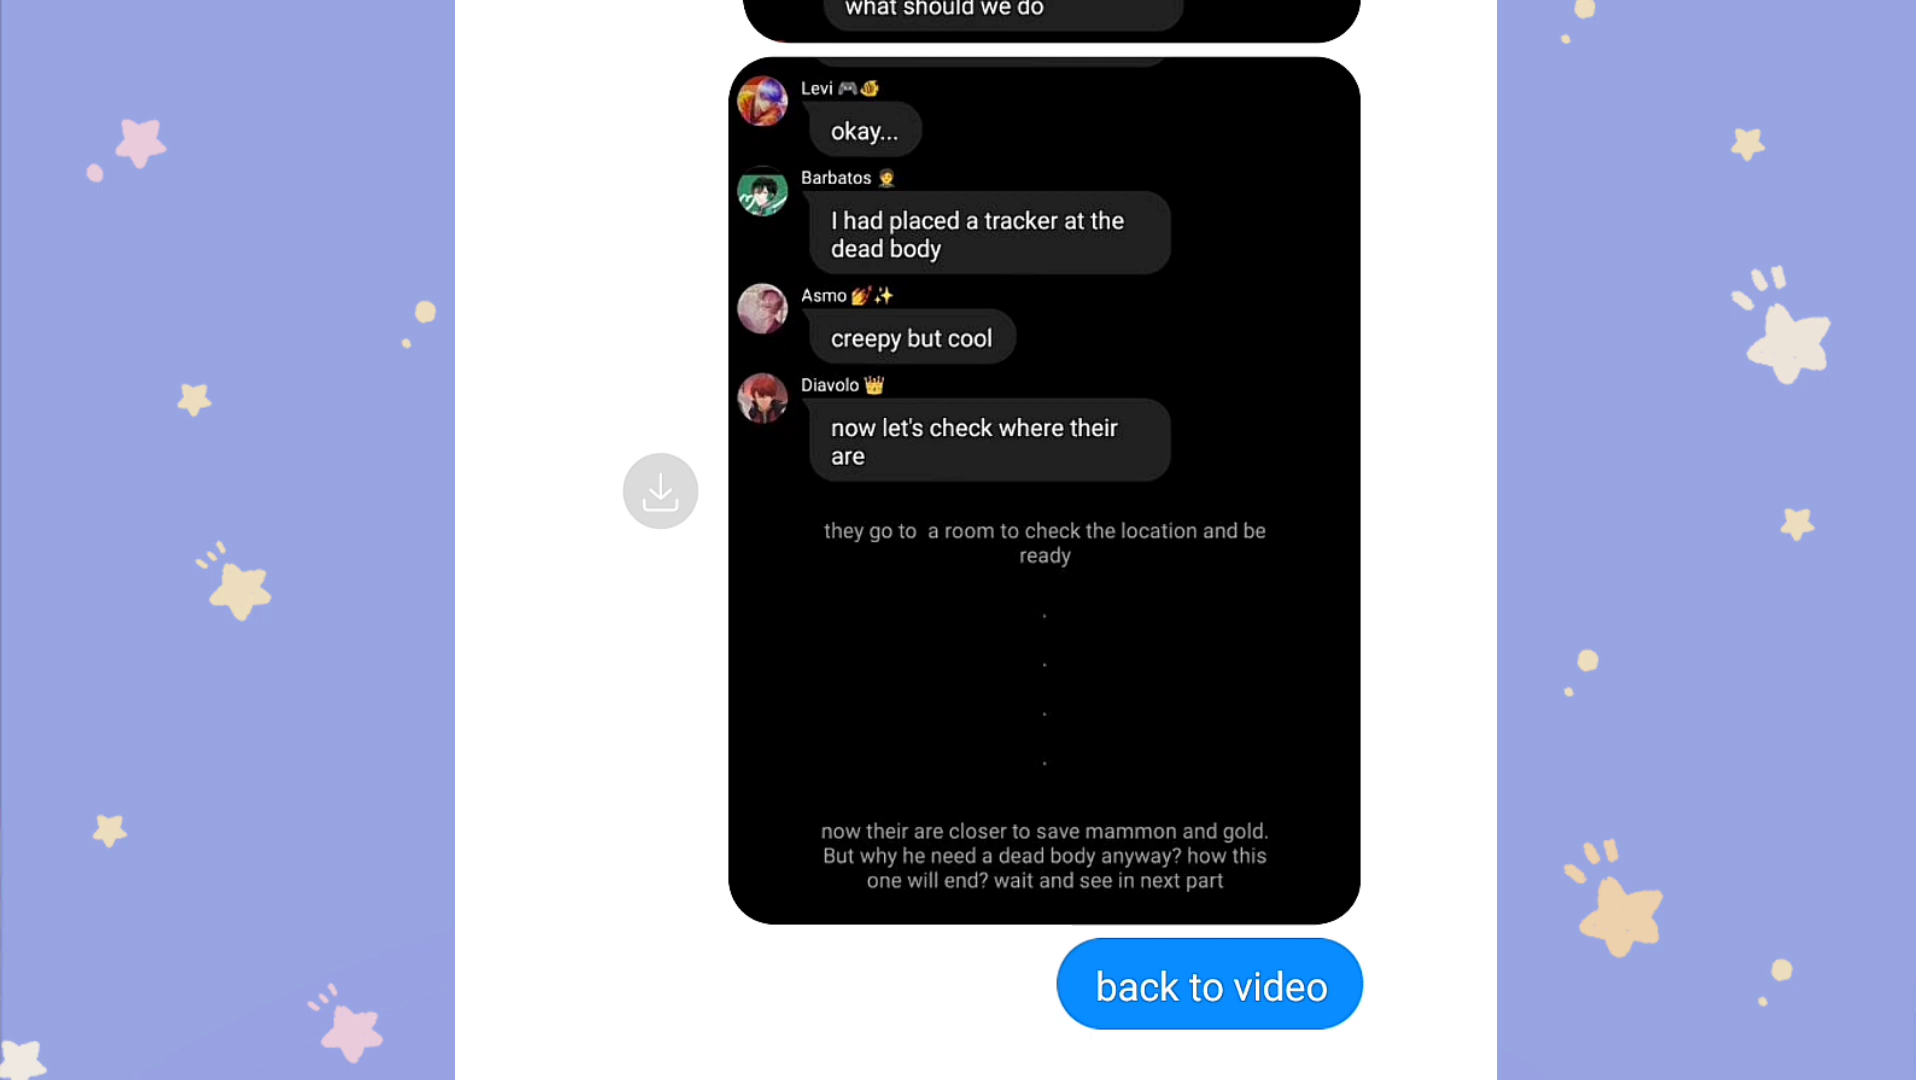 what should we do
Levi 🎮🐠
okay...
Barbatos 🤵
I had placed a tracker at the
dead body
Asmo 💅✨
creepy but cool
Diavolo 👑
now let's check where their
are
they go to  a room to check the location and be
ready
.
.
.
.
now their are closer to save mammon and gold.
But why he need a dead body anyway? how this
one will end? wait and see in next part
back to video